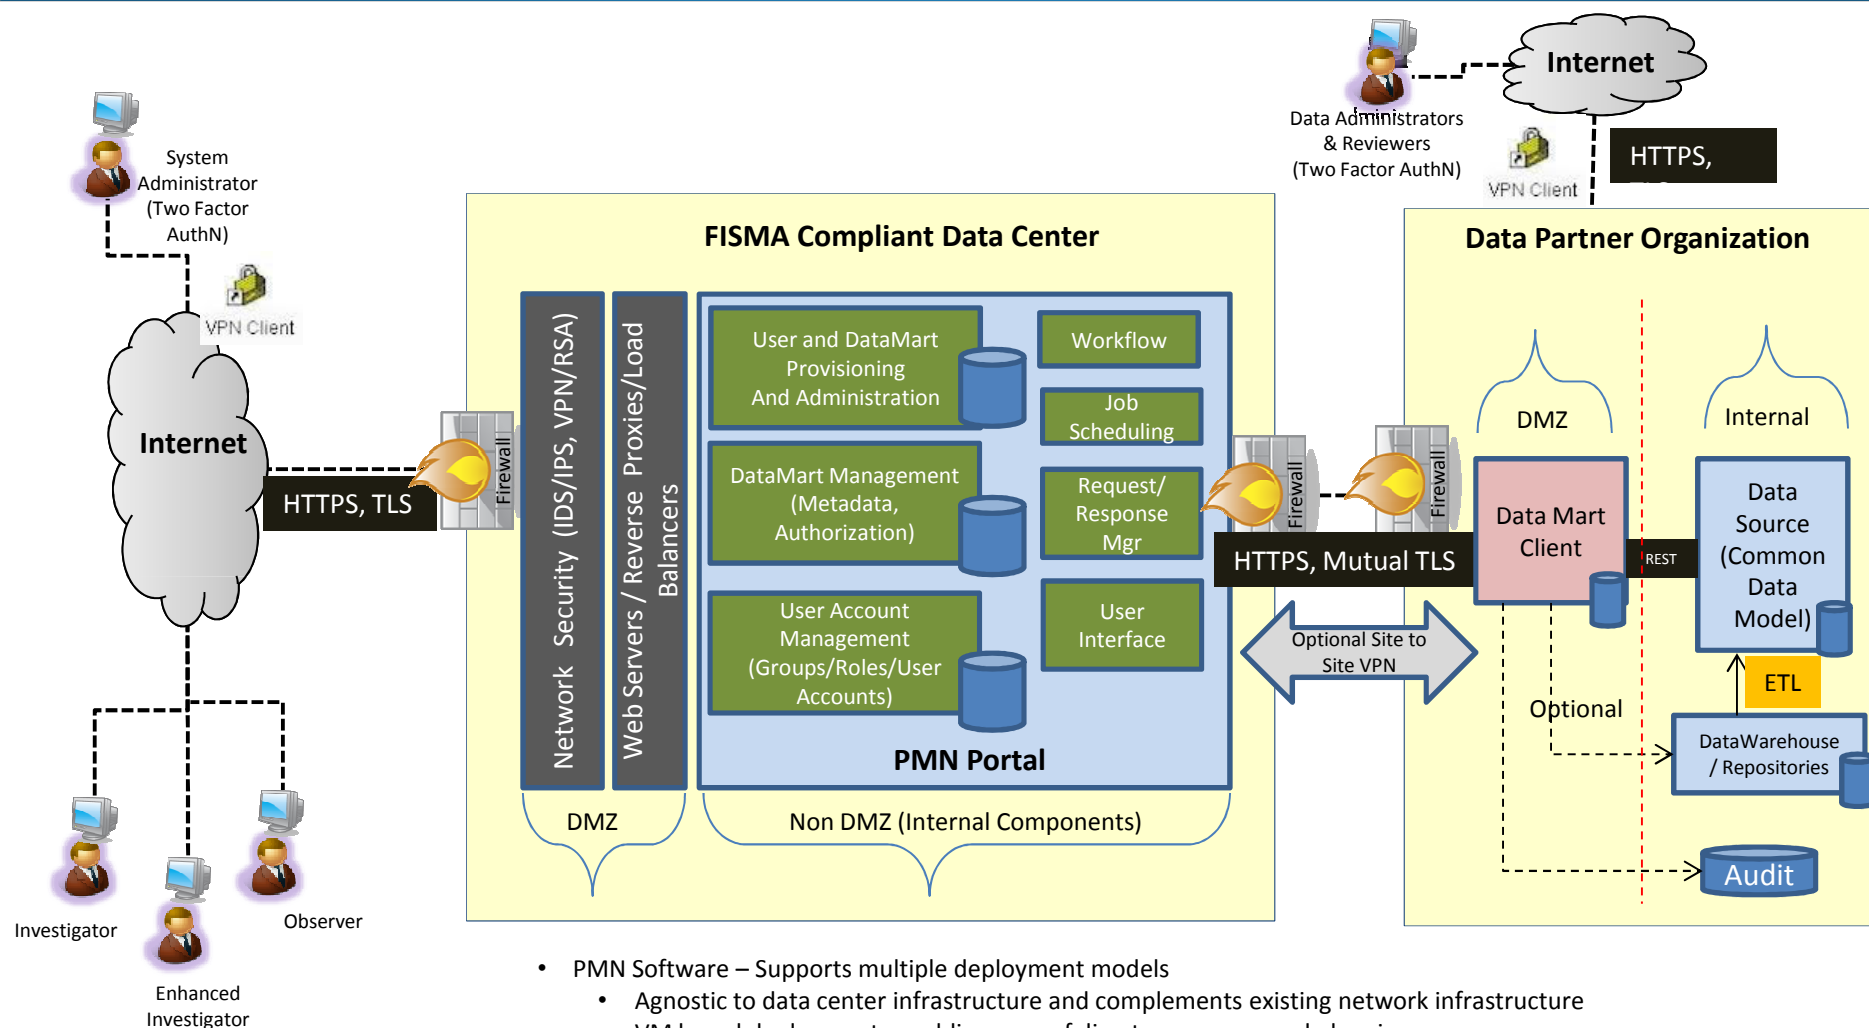 Internet
Data Administrators
& Reviewers
(Two Factor AuthN)
VPN Client
HTTPS,
System
Administrator
(Two Factor
AuthN)
VPN Client
Internet
HTTPS, TLS
Firewall
FISMA Compliant Data Center
Network Security (IDS/IPS, VPN/RSA)
Web Servers / Reverse Proxies/Load
Balancers
User and DataMart
Provisioning
And Administration
DataMart Management
(Metadata,
Authorization)
User Account
Management
(Groups/Roles/User
Accounts)
Workflow
Job
Scheduling
Request/
Response
Mgr
User
Interface
PMN Portal
DMZ
Non DMZ (Internal Components)
Firewall
Firewall
HTTPS, Mutual TLS
Optional Site to
Site VPN
Data Partner Organization
DMZ
Internal
Data Mart
Client
REST
Data
Source
(Common
Data
Model)
ETL
Optional
DataWarehouse
/ Repositories
Audit
Investigator
Enhanced
Investigator
Observer
• PMN Software – Supports multiple deployment models
• Agnostic to data center infrastructure and complements existing network infrastructure